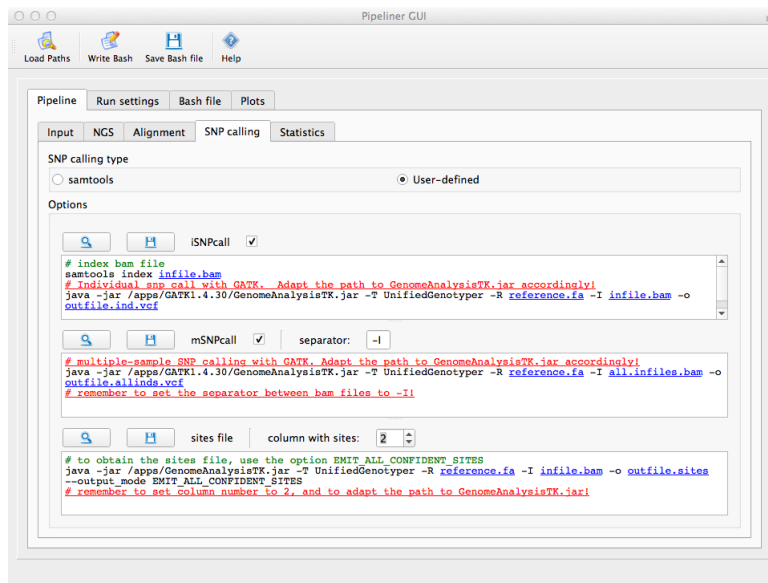 Pipeliner GUI
Load Paths Write Bash Save Bash file Help
Pipeline Run settings Bash file Plots
Input NGS Alignment SNP calling Statistics
SNP calling type
samtools User-defined
Options
iSNPcall
# index bam file
samtools index infile.bam
# Individual snp call with GATK. Adapt the path to GenomeAnalysisTK.jar accordingly!
java -jar /apps/GATK1.4.30/GenomeAnalysisTK.jar -T UnifiedGenotyper -R reference.fa -I infile.bam -o
outfile.ind.vcf
mSNPcall separator: -I
# multiple-sample SNP calling with GATK. Adapt the path to GenomeAnalysisTK.jar accordingly!
java -jar /apps/GATK1.4.30/GenomeAnalysisTK.jar -T UnifiedGenotyper -R reference.fa -I all.infiles.bam -o
outfile.allinds.vcf
# remember to set the separator between bam files to -I!
sites file column with sites: 2
# to obtain the sites file, use the option EMIT_ALL_CONFIDENT_SITES
java -jar /apps/GenomeAnalysisTK.jar -T UnifiedGenotyper -R reference.fa -I infile.bam -o outfile.sites
--output_mode EMIT_ALL_CONFIDENT_SITES
# remember to set column number to 2, and to adapt the path to GenomeAnalysisTK.jar!